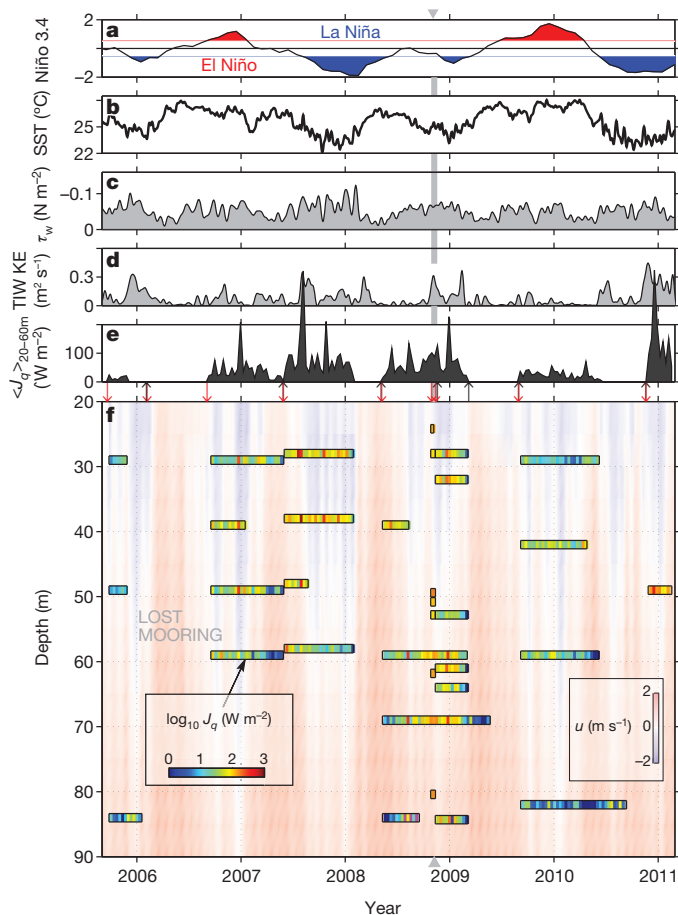 a
Niño 3.4
2
−2
La Niña
El Niño
b
SST (°C)
25
22
c
τw (N m−2)
−0.1
0
d
TIW KE
(m2 s−1)
0.3
0
e
<Jq>20–60m
(W m−2)
100
0
f
20
30
40
50
60
70
80
90
Depth (m)
LOST
MOORING
log10 Jq (W m−2)
0 1 2 3
u (m s−1)
2
0
−2
2006 2007 2008 2009 2010 2011
Year